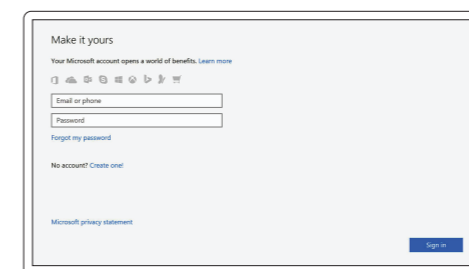 Make it yours
Your Microsoft account opens a world of benefits. Learn more
Email or phone
Password
Forgot my password
No account? Create one!
Microsoft privacy statement
Sign in